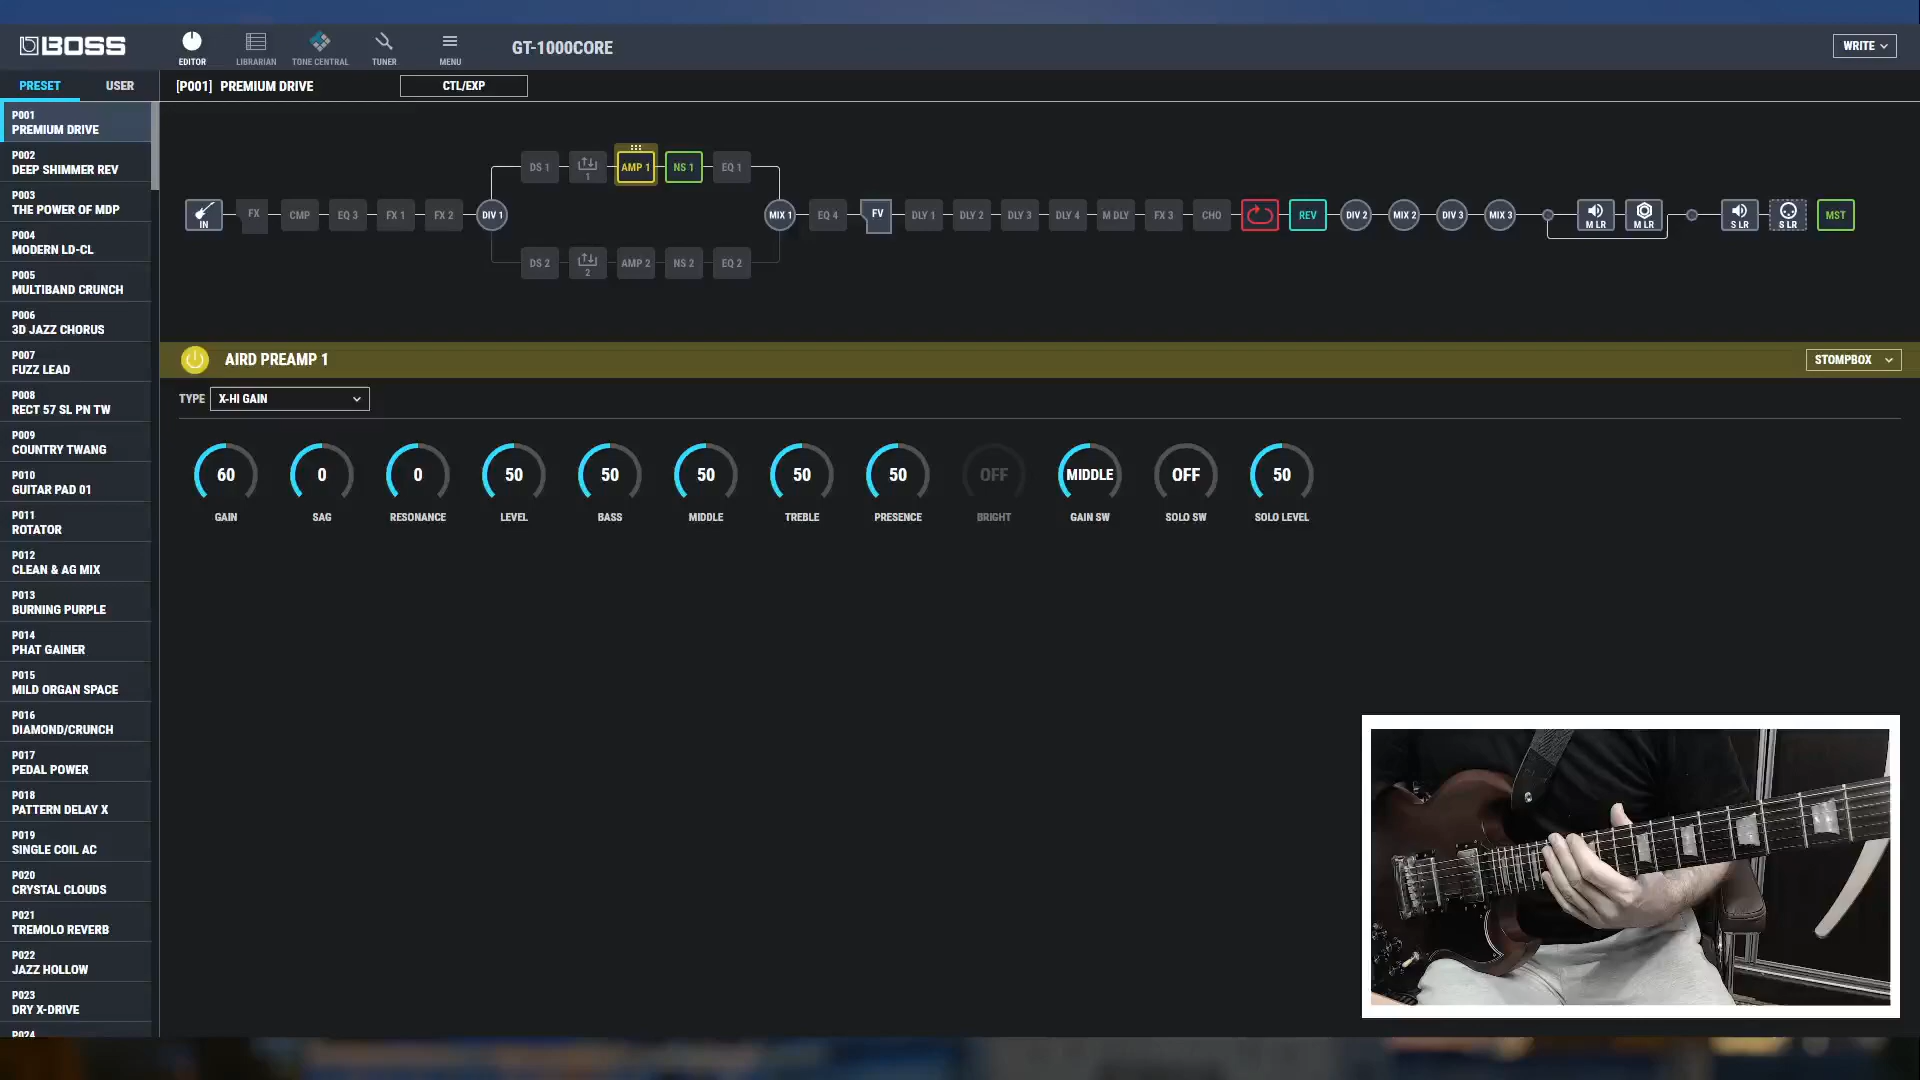 BOSS
EDITOR
LIBRARIAN
TONE CENTRAL
TUNER
MENU
GT-1000CORE
WRITE
PRESET
USER
[P001] PREMIUM DRIVE
CTL/EXP
P001
PREMIUM DRIVE
P002
DEEP SHIMMER REV
P003
THE POWER OF MDP
P004
MODERN LD-CL
P005
MULTIBAND CRUNCH
P006
3D JAZZ CHORUS
P007
FUZZ LEAD
P008
RECT 57 SL PN TW
P009
COUNTRY TWANG
P010
GUITAR PAD 01
P011
ROTATOR
P012
CLEAN & AG MIX
P013
BURNING PURPLE
P014
PHAT GAINER
P015
MILD ORGAN SPACE
P016
DIAMOND/CRUNCH
P017
PEDAL POWER
P018
PATTERN DELAY X
P019
SINGLE COIL AC
P020
CRYSTAL CLOUDS
P021
TREMOLO REVERB
P022
JAZZ HOLLOW
P023
DRY X-DRIVE
P024
DS 1
1
AMP 1
NS 1
EQ 1
IN
FX
CMP
EQ 3
FX 1
FX 2
DIV 1
MIX 1
EQ 4
FV
DLY 1
DLY 2
DLY 3
DLY 4
M DLY
FX 3
CHO
REV
DIV 2
MIX 2
DIV 3
MIX 3
M LR
M LR
S LR
S LR
MST
DS 2
2
AMP 2
NS 2
EQ 2
AIRD PREAMP 1
STOMPBOX
TYPE X-HI GAIN
60
0
0
50
50
50
50
50
OFF
MIDDLE
OFF
50
GAIN
SAG
RESONANCE
LEVEL
BASS
MIDDLE
TREBLE
PRESENCE
BRIGHT
GAIN SW
SOLO SW
SOLO LEVEL